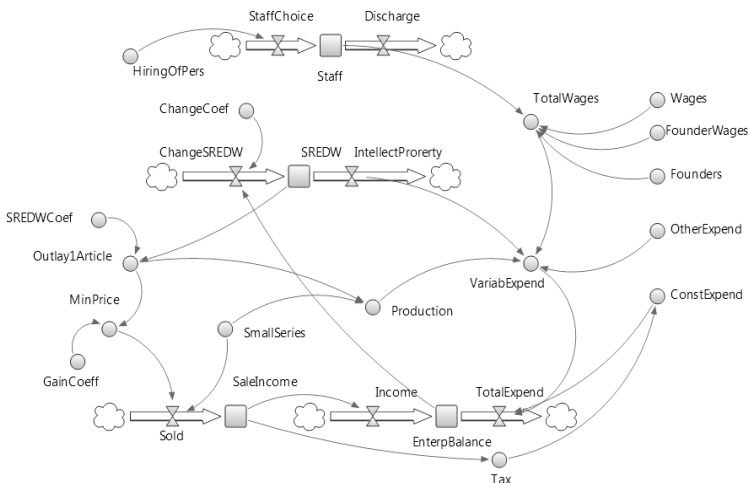 StaffChoice
Discharge
HiringOfPers
Staff
ChangeCoef
TotalWages
Wages
FounderWages
ChangeSREDW
SREDW
IntellectProrerty
Founders
SREDWCoef
OtherExpend
Outlay1Article
VariabExpend
ConstExpend
MinPrice
Production
SmallSeries
GainCoeff
SaleIncome
Income
TotalExpend
Sold
EnterpBalance
Tax